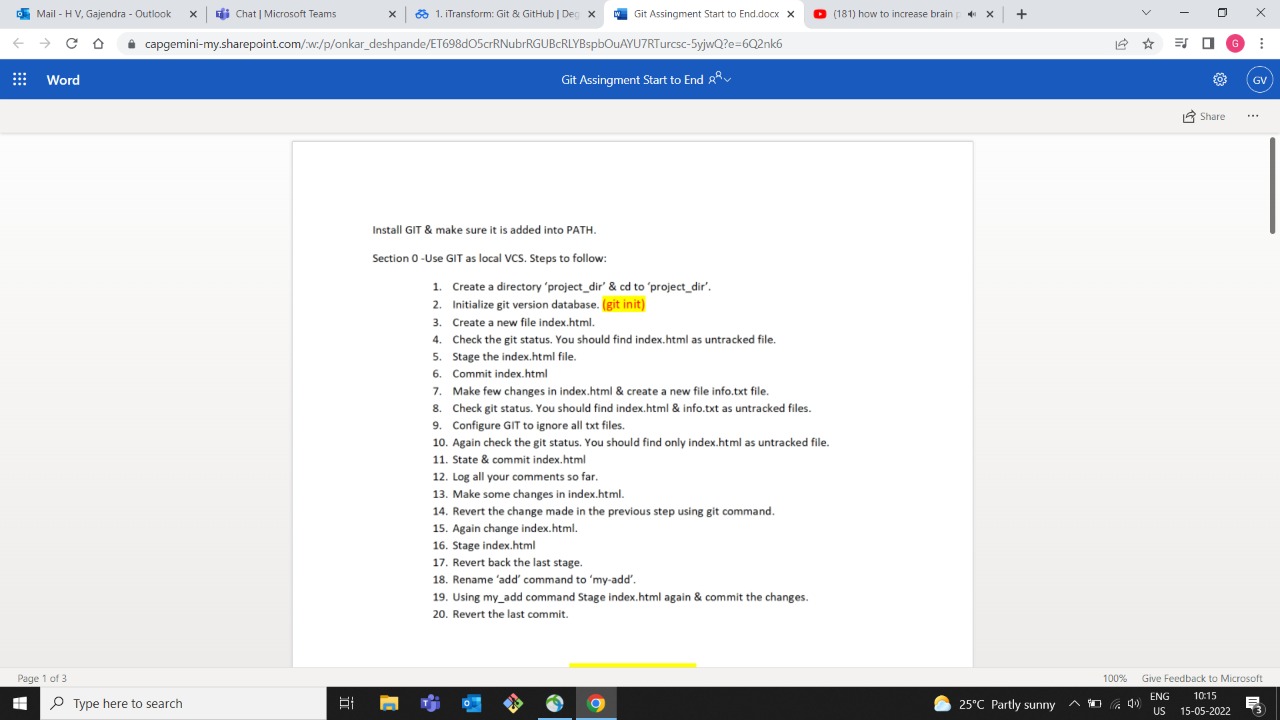 Mail - H V, Gajendra - Outlook
Chat | Microsoft Teams
1. iTransform: Git & GitHub | Deg
Git Assingment Start to End.docx
(181) how to increase brain p
capgemini-my.sharepoint.com/:w:/p/onkar_deshpande/
G
Word
Git Assingment Start to End
GV
Share
Install GIT & make sure it is added into PATH.
Section 0 -Use GIT as local VCS. Steps to follow:
1. Create a directory ‘project_dir’ & cd to ‘project_dir’.
2. Initialize git version database. (git init)
3. Create a new file index.html.
4. Check the git status. You should find index.html as untracked file.
5. Stage the index.html file.
6. Commit index.html
7. Make few changes in index.html & create a new file info.txt file.
8. Check git status. You should find index.html & info.txt as untracked files.
9. Configure GIT to ignore all txt files.
10. Again check the git status. You should find only index.html as untracked file.
11. State & commit index.html
12. Log all your comments so far.
13. Make some changes in index.html.
14. Revert the change made in the previous step using git command.
15. Again change index.html.
16. Stage index.html
17. Revert back the last stage.
18. Rename ‘add’ command to ‘my-add’.
19. Using my_add command Stage index.html again & commit the changes.
20. Revert the last commit.
Page 1 of 3
100%
Give Feedback to Microsoft
Type here to search
25°C Partly sunny
ENG
US
10:15
15-05-2022
3